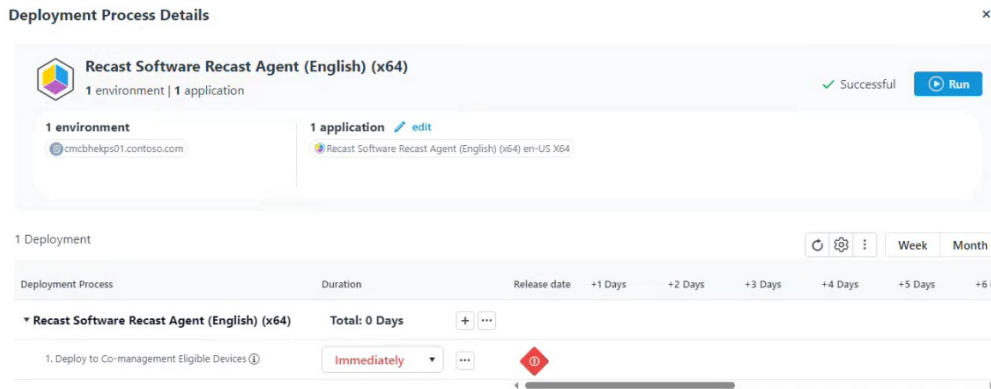 Deployment Process Details
Recast Software Recast Agent (English) (x64)
1 environment | 1 application
Successful
Run
1 environment
cmcbhekps01.contoso.com
1 application edit
Recast Software Recast Agent (English) (x64) en-US X64
1 Deployment
Week Month
Deployment Process Duration Release date +1 Days +2 Days +3 Days +4 Days +5 Days +6
Recast Software Recast Agent (English) (x64) Total: 0 Days
1. Deploy to Co-management Eligible Devices Immediately